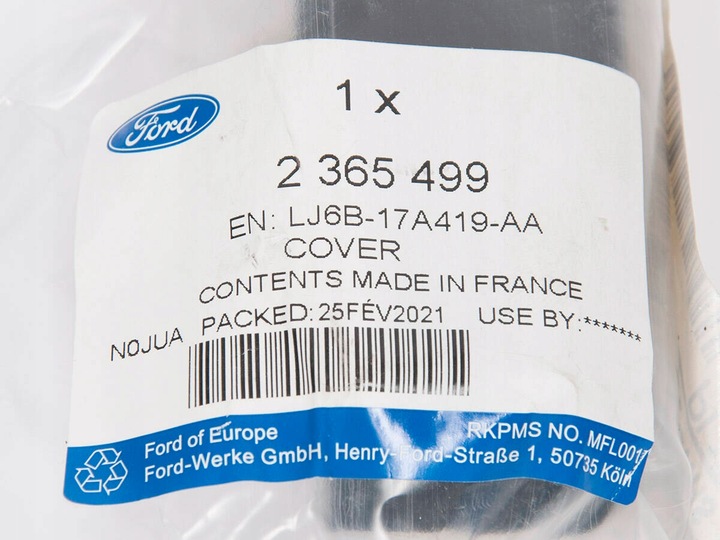 Ford
1 x
2 365 499
EN: LJ6B-17A419-AA
COVER
CONTENTS MADE IN FRANCE
N0JUA PACKED: 25FÉV2021 USE BY:*******
Ford of Europe
RKPMS NO. MFL001/
Ford-Werke GmbH, Henry-Ford-Straße 1, 50735 Köln